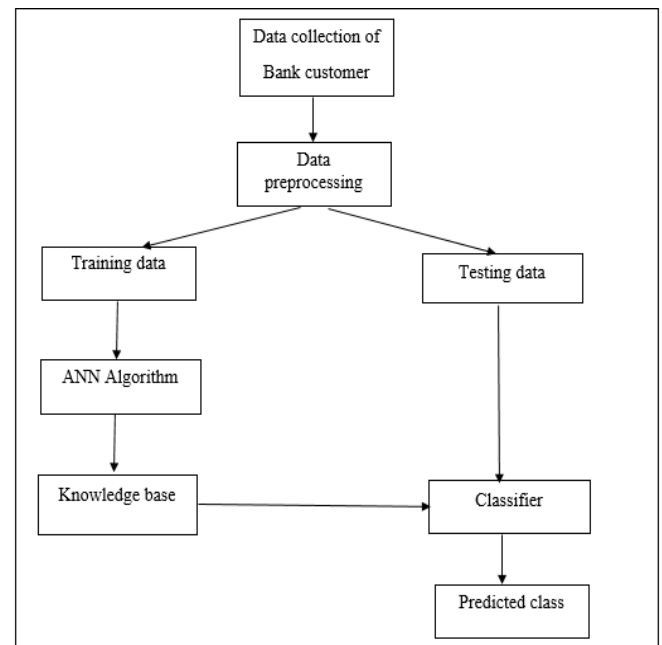 Data collection of
Bank customer
Data
preprocessing
Training data
Testing data
ANN Algorithm
Knowledge base
Classifier
Predicted class